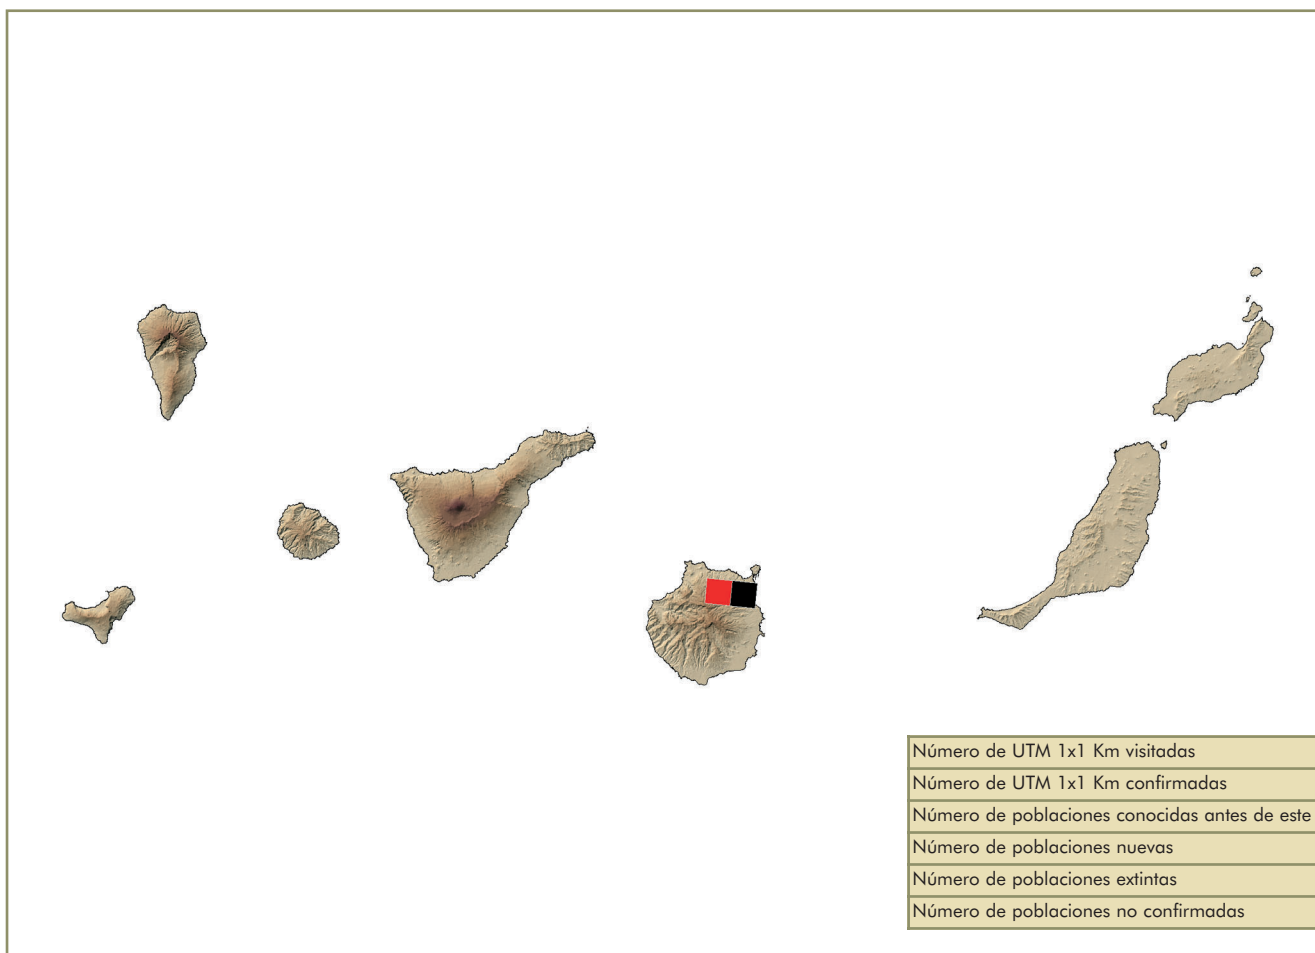 Número de UTM 1x1 Km visitadas
Número de UTM 1x1 Km confirmadas
Número de poblaciones conocidas antes de este
Número de poblaciones nuevas
Número de poblaciones extintas
Número de poblaciones no confirmadas